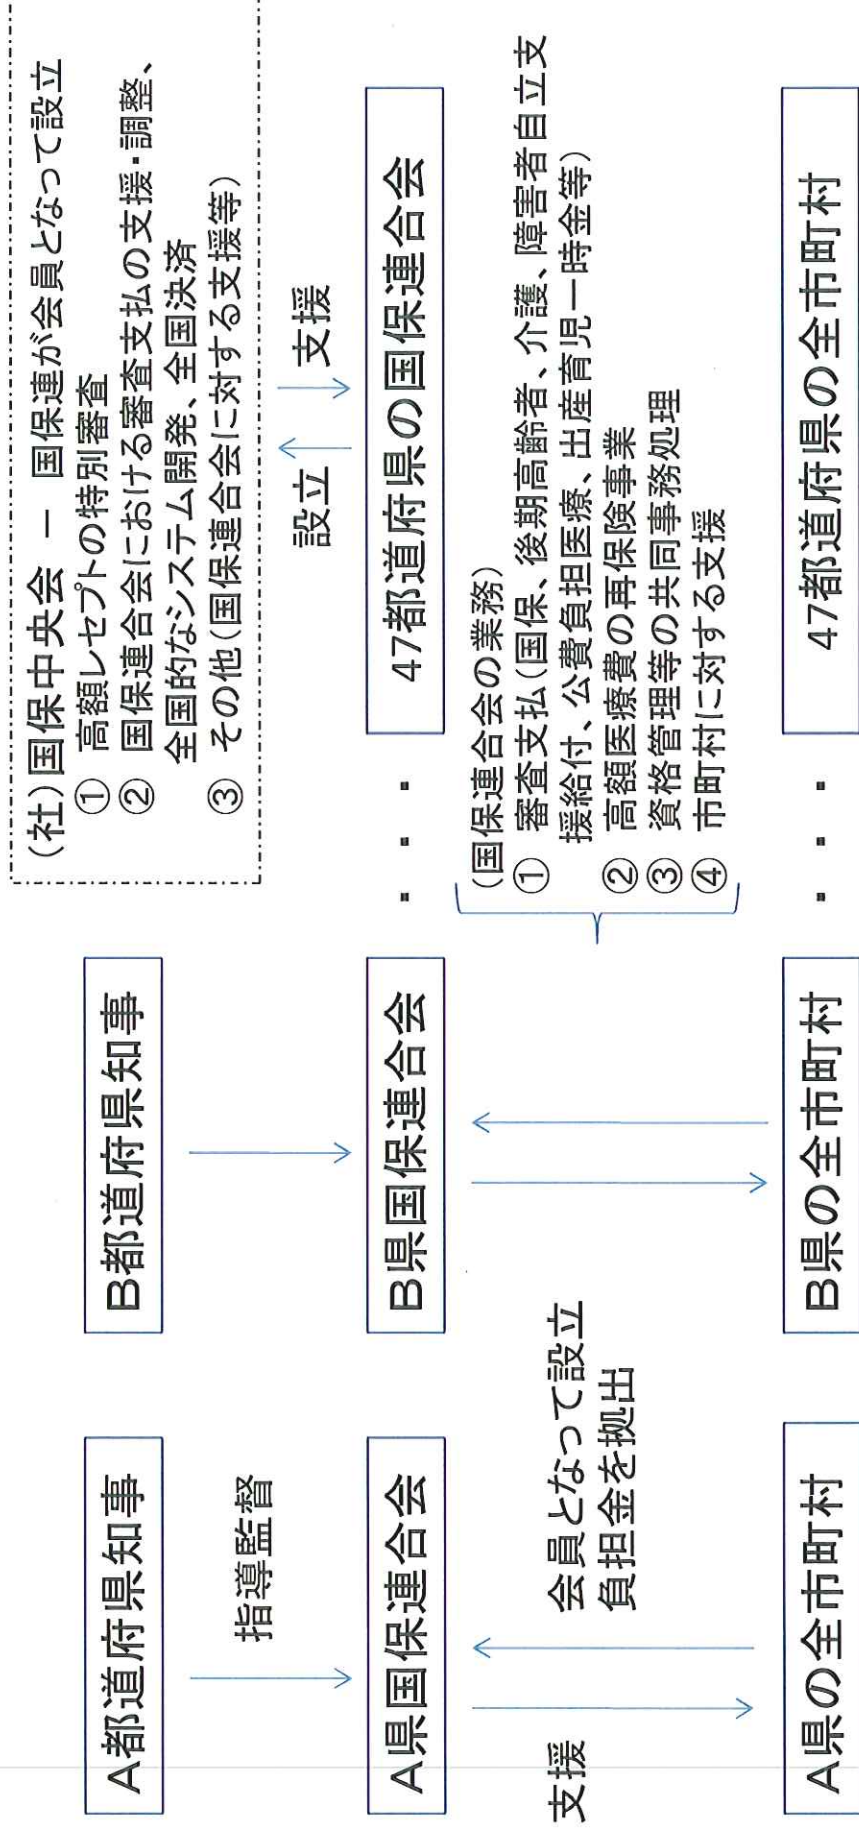 (社)国保中央会 － 国保連が会員となって設立
① 高額レセプトの特別審査
② 国保連合会における審査支払の支援・調整、
全国的なシステム開発、全国決済
③ その他(国保連合会に対する支援等)
A都道府県知事
B都道府県知事
指導監督
設立
支援
A県国保連合会
B県国保連合会
・・・
47都道府県の国保連合会
(国保連合会の業務)
① 審査支払(国保、後期高齢者、介護、障害者自立支
援給付、公費負担医療、出産育児一時金等)
② 高額医療費の再保険事業
③ 資格管理等の共同事務処理
④ 市町村に対する支援
支援
会員となって設立
負担金を拠出
A県の全市町村
B県の全市町村
・・・
47都道府県の全市町村